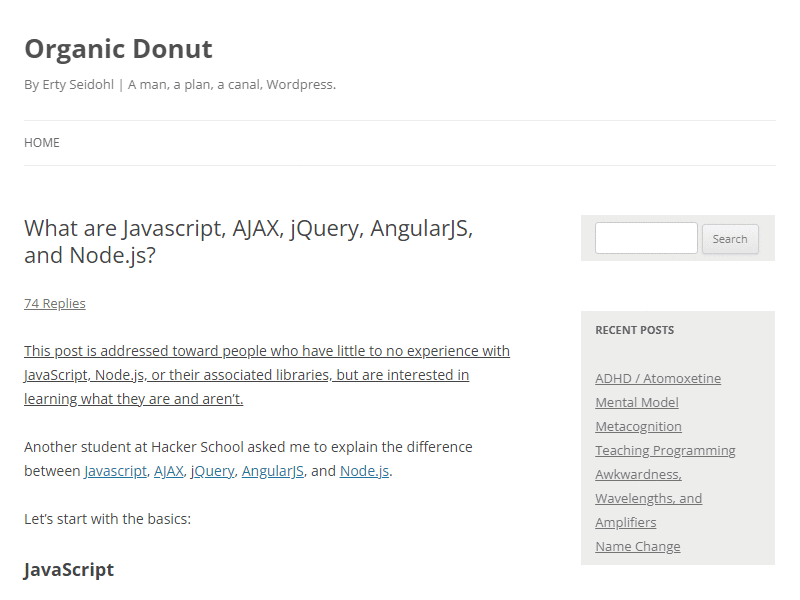 Organic Donut
By Erty Seidohl | A man, a plan, a canal, Wordpress.
HOME
What are Javascript, AJAX, jQuery, AngularJS,
and Node.js?
74 Replies
This post is addressed toward people who have little to no experience with
JavaScript, Node.js, or their associated libraries, but are interested in
learning what they are and aren’t.
Another student at Hacker School asked me to explain the difference
between Javascript, AJAX, jQuery, AngularJS, and Node.js.
Let’s start with the basics:
JavaScript
Search
RECENT POSTS
ADHD / Atomoxetine
Mental Model
Metacognition
Teaching Programming
Awkwardness,
Wavelengths, and
Amplifiers
Name Change